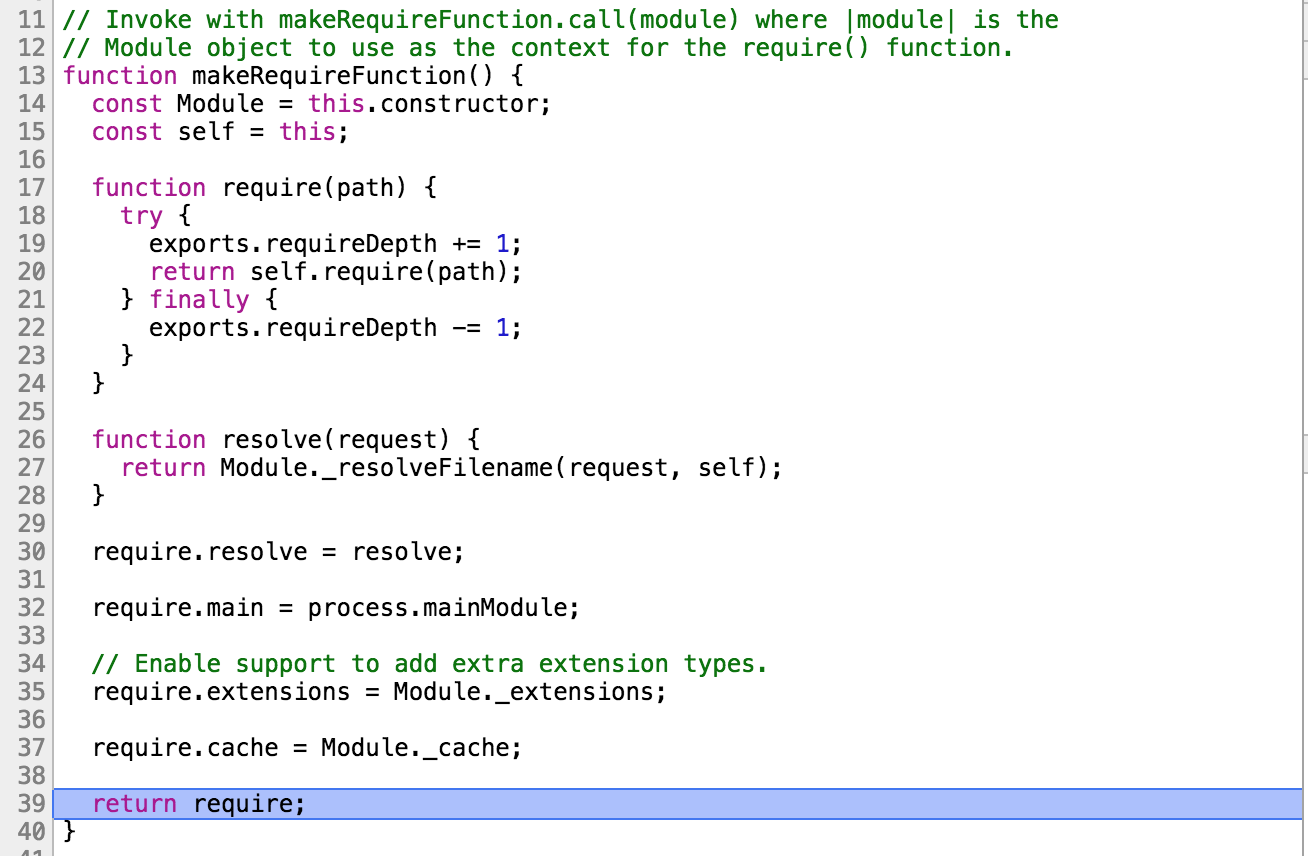 11 // Invoke with makeRequireFunction.call(module) where |module| is the
12 // Module object to use as the context for the require() function.
13 function makeRequireFunction() {
14   const Module = this.constructor;
15   const self = this;
16
17   function require(path) {
18     try {
19       exports.requireDepth += 1;
20       return self.require(path);
21     } finally {
22       exports.requireDepth -= 1;
23     }
24   }
25
26   function resolve(request) {
27     return Module._resolveFilename(request, self);
28   }
29
30   require.resolve = resolve;
31
32   require.main = process.mainModule;
33
34   // Enable support to add extra extension types.
35   require.extensions = Module._extensions;
36
37   require.cache = Module._cache;
38
39   return require;
40 }